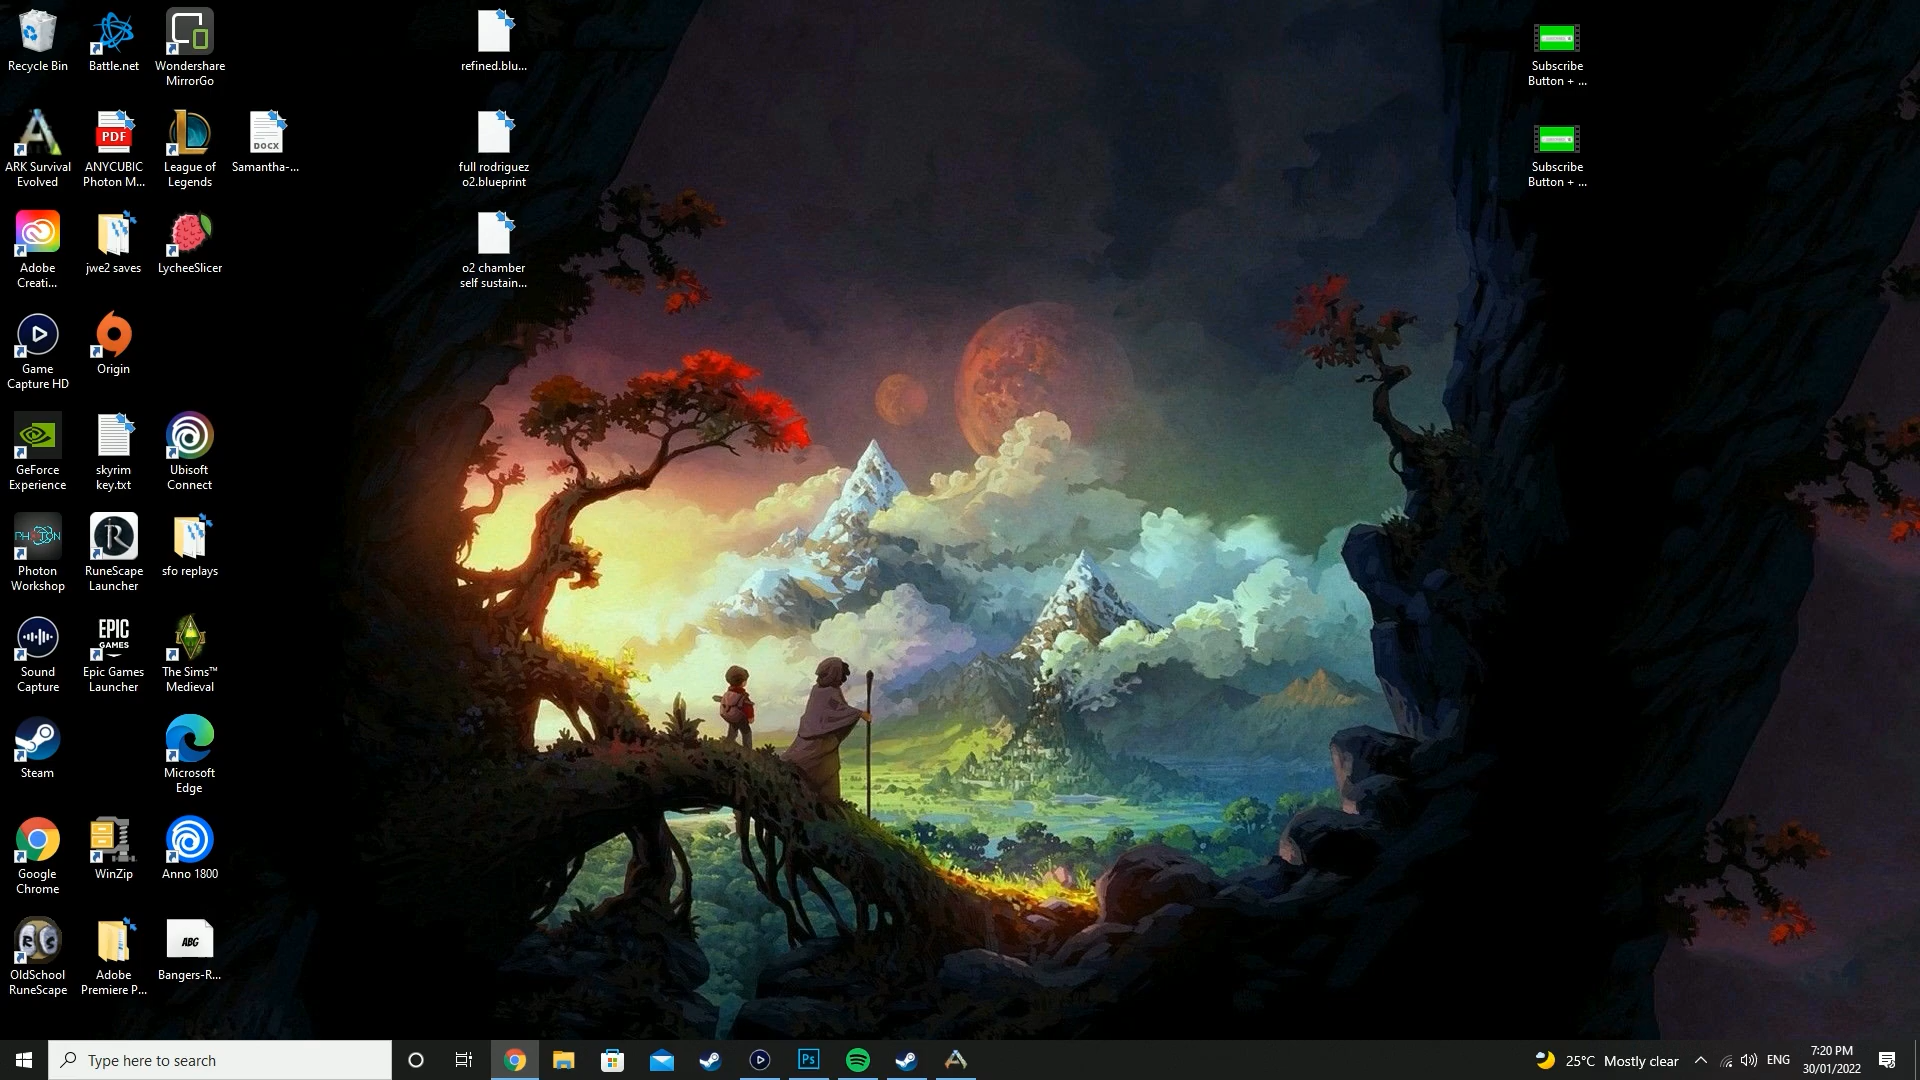 Recycle Bin
Battle.net
Wondershare
MirrorGo
refined.blu...
Subscribe
Button + ...
ARK Survival
Evolved
PDF
ANYCUBIC
Photon M...
League of
Legends
DOCX
Samantha-...
full rodriguez
o2.blueprint
Subscribe
Button + ...
Adobe
Creati...
jwe2 saves
LycheeSlicer
o2 chamber
self sustain...
Game
Capture HD
Origin
GeForce
Experience
skyrim
key.txt
Ubisoft
Connect
PHOTON
Photon
Workshop
R
RuneScape
Launcher
sfo replays
Sound
Capture
EPIC
GAMES
Epic Games
Launcher
The Sims™
Medieval
Steam
Microsoft
Edge
Google
Chrome
WinZip
Anno 1800
RS
OldSchool
RuneScape
Adobe
Premiere P...
ABG
Bangers-R...
Type here to search
Ps
25°C Mostly clear
ENG
7:20 PM
30/01/2022